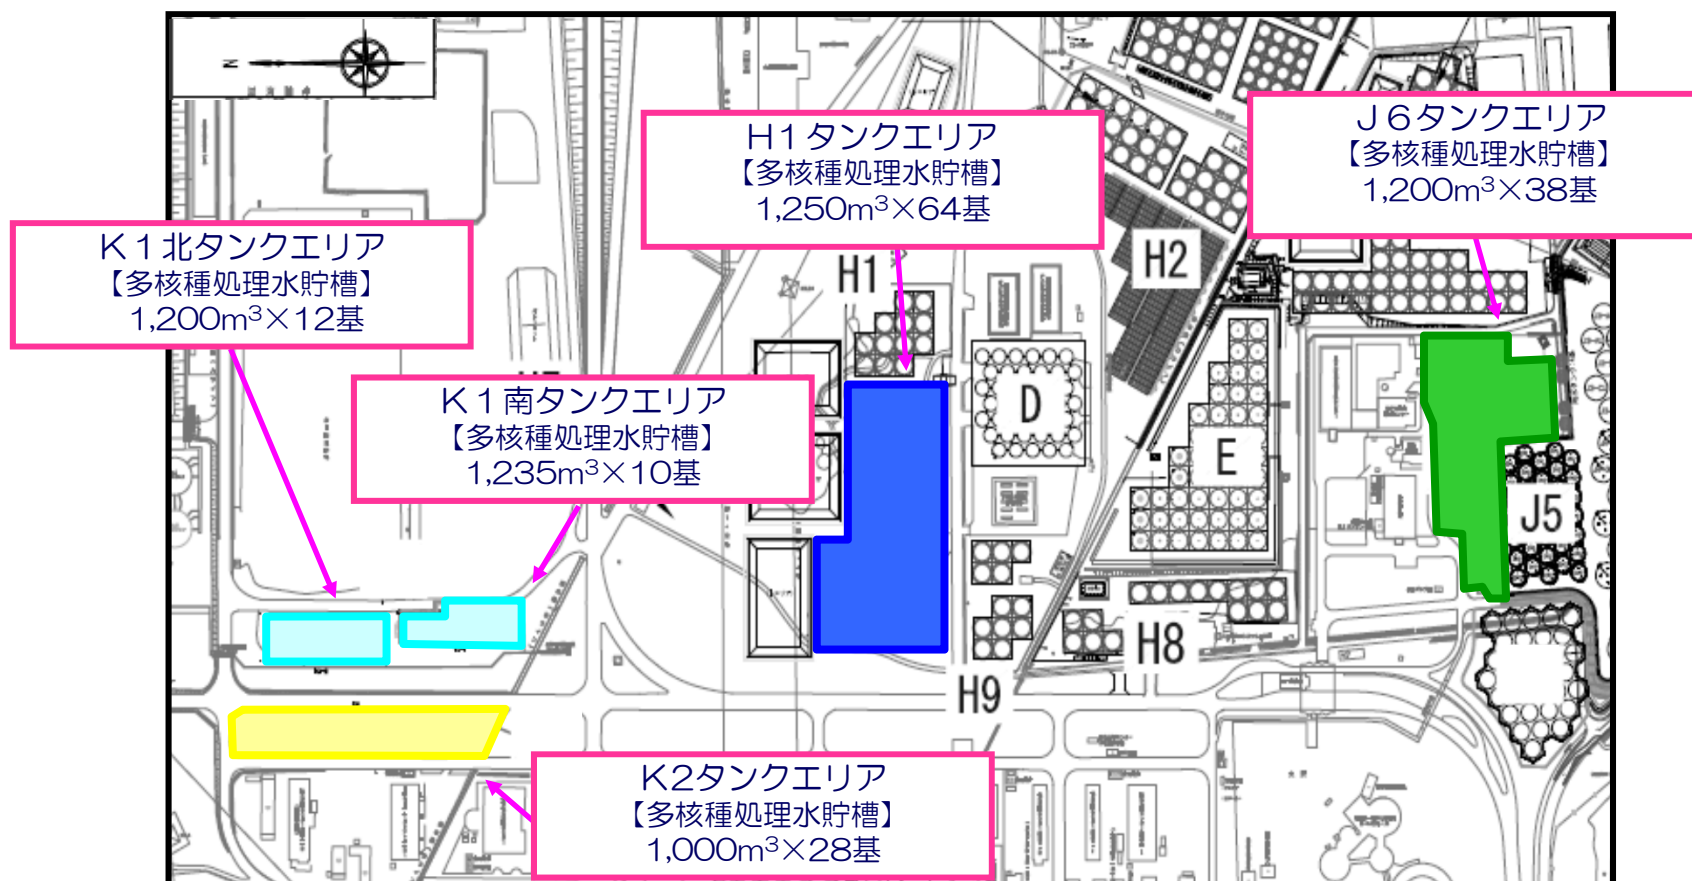 N
H1タンクエリア
【多核種処理水貯槽】
1,250m³×64基
J6タンクエリア
【多核種処理水貯槽】
1,200m³×38基
K1北タンクエリア
【多核種処理水貯槽】
1,200m³×12基
H1
H2
K1南タンクエリア
【多核種処理水貯槽】
1,235m³×10基
D
E
J5
H8
H9
K2タンクエリア
【多核種処理水貯槽】
1,000m³×28基